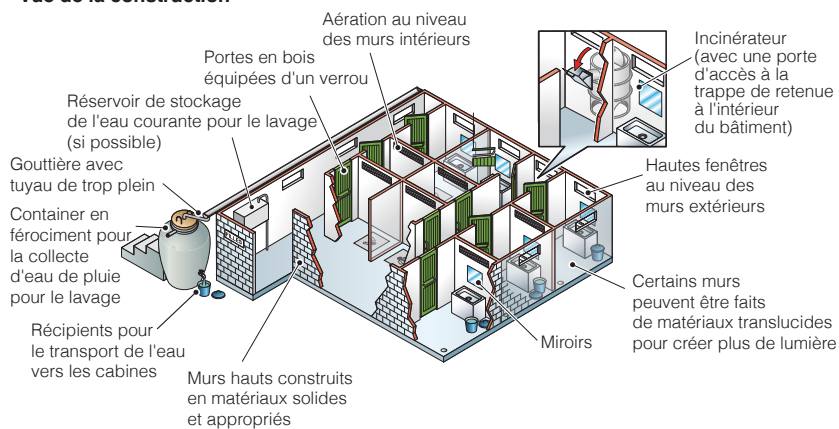 Vue de la construction
Aération au niveau
des murs intérieurs
Portes en bois
équipées d'un verrou
Réservoir de stockage
de l'eau courante pour le lavage
(si possible)
Gouttière avec
tuyau de trop plein
Container en
férociment pour
la collecte
d'eau de pluie
pour le lavage
Récipients pour
le transport de l'eau
vers les cabines
Murs hauts construits
en matériaux solides
et appropriés
Incinérateur
(avec une porte
d'accès à la
trappe de retenue
à l'intérieur
du bâtiment)
Hautes fenêtres
au niveau des
murs extérieurs
Certains murs
peuvent être faits
de matériaux translucides
pour créer plus de lumière
Miroirs